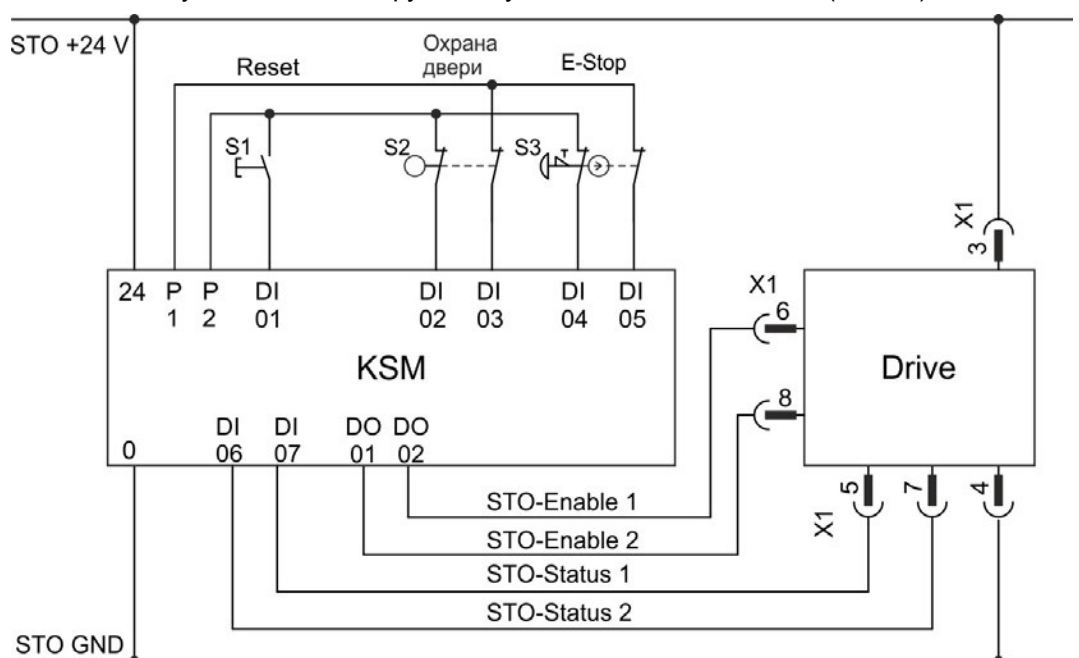 STO +24 V
Reset
Охрана
двери
E-Stop
S1
S2
S3
X1
3
24 P P DI DI DI DI DI
1 2 01 02 03 04 05
X1
6
KSM
Drive
8
DI DI DO DO
0 06 07 01 02
5 7 4
X1
STO-Enable 1
STO-Enable 2
STO-Status 1
STO-Status 2
STO GND